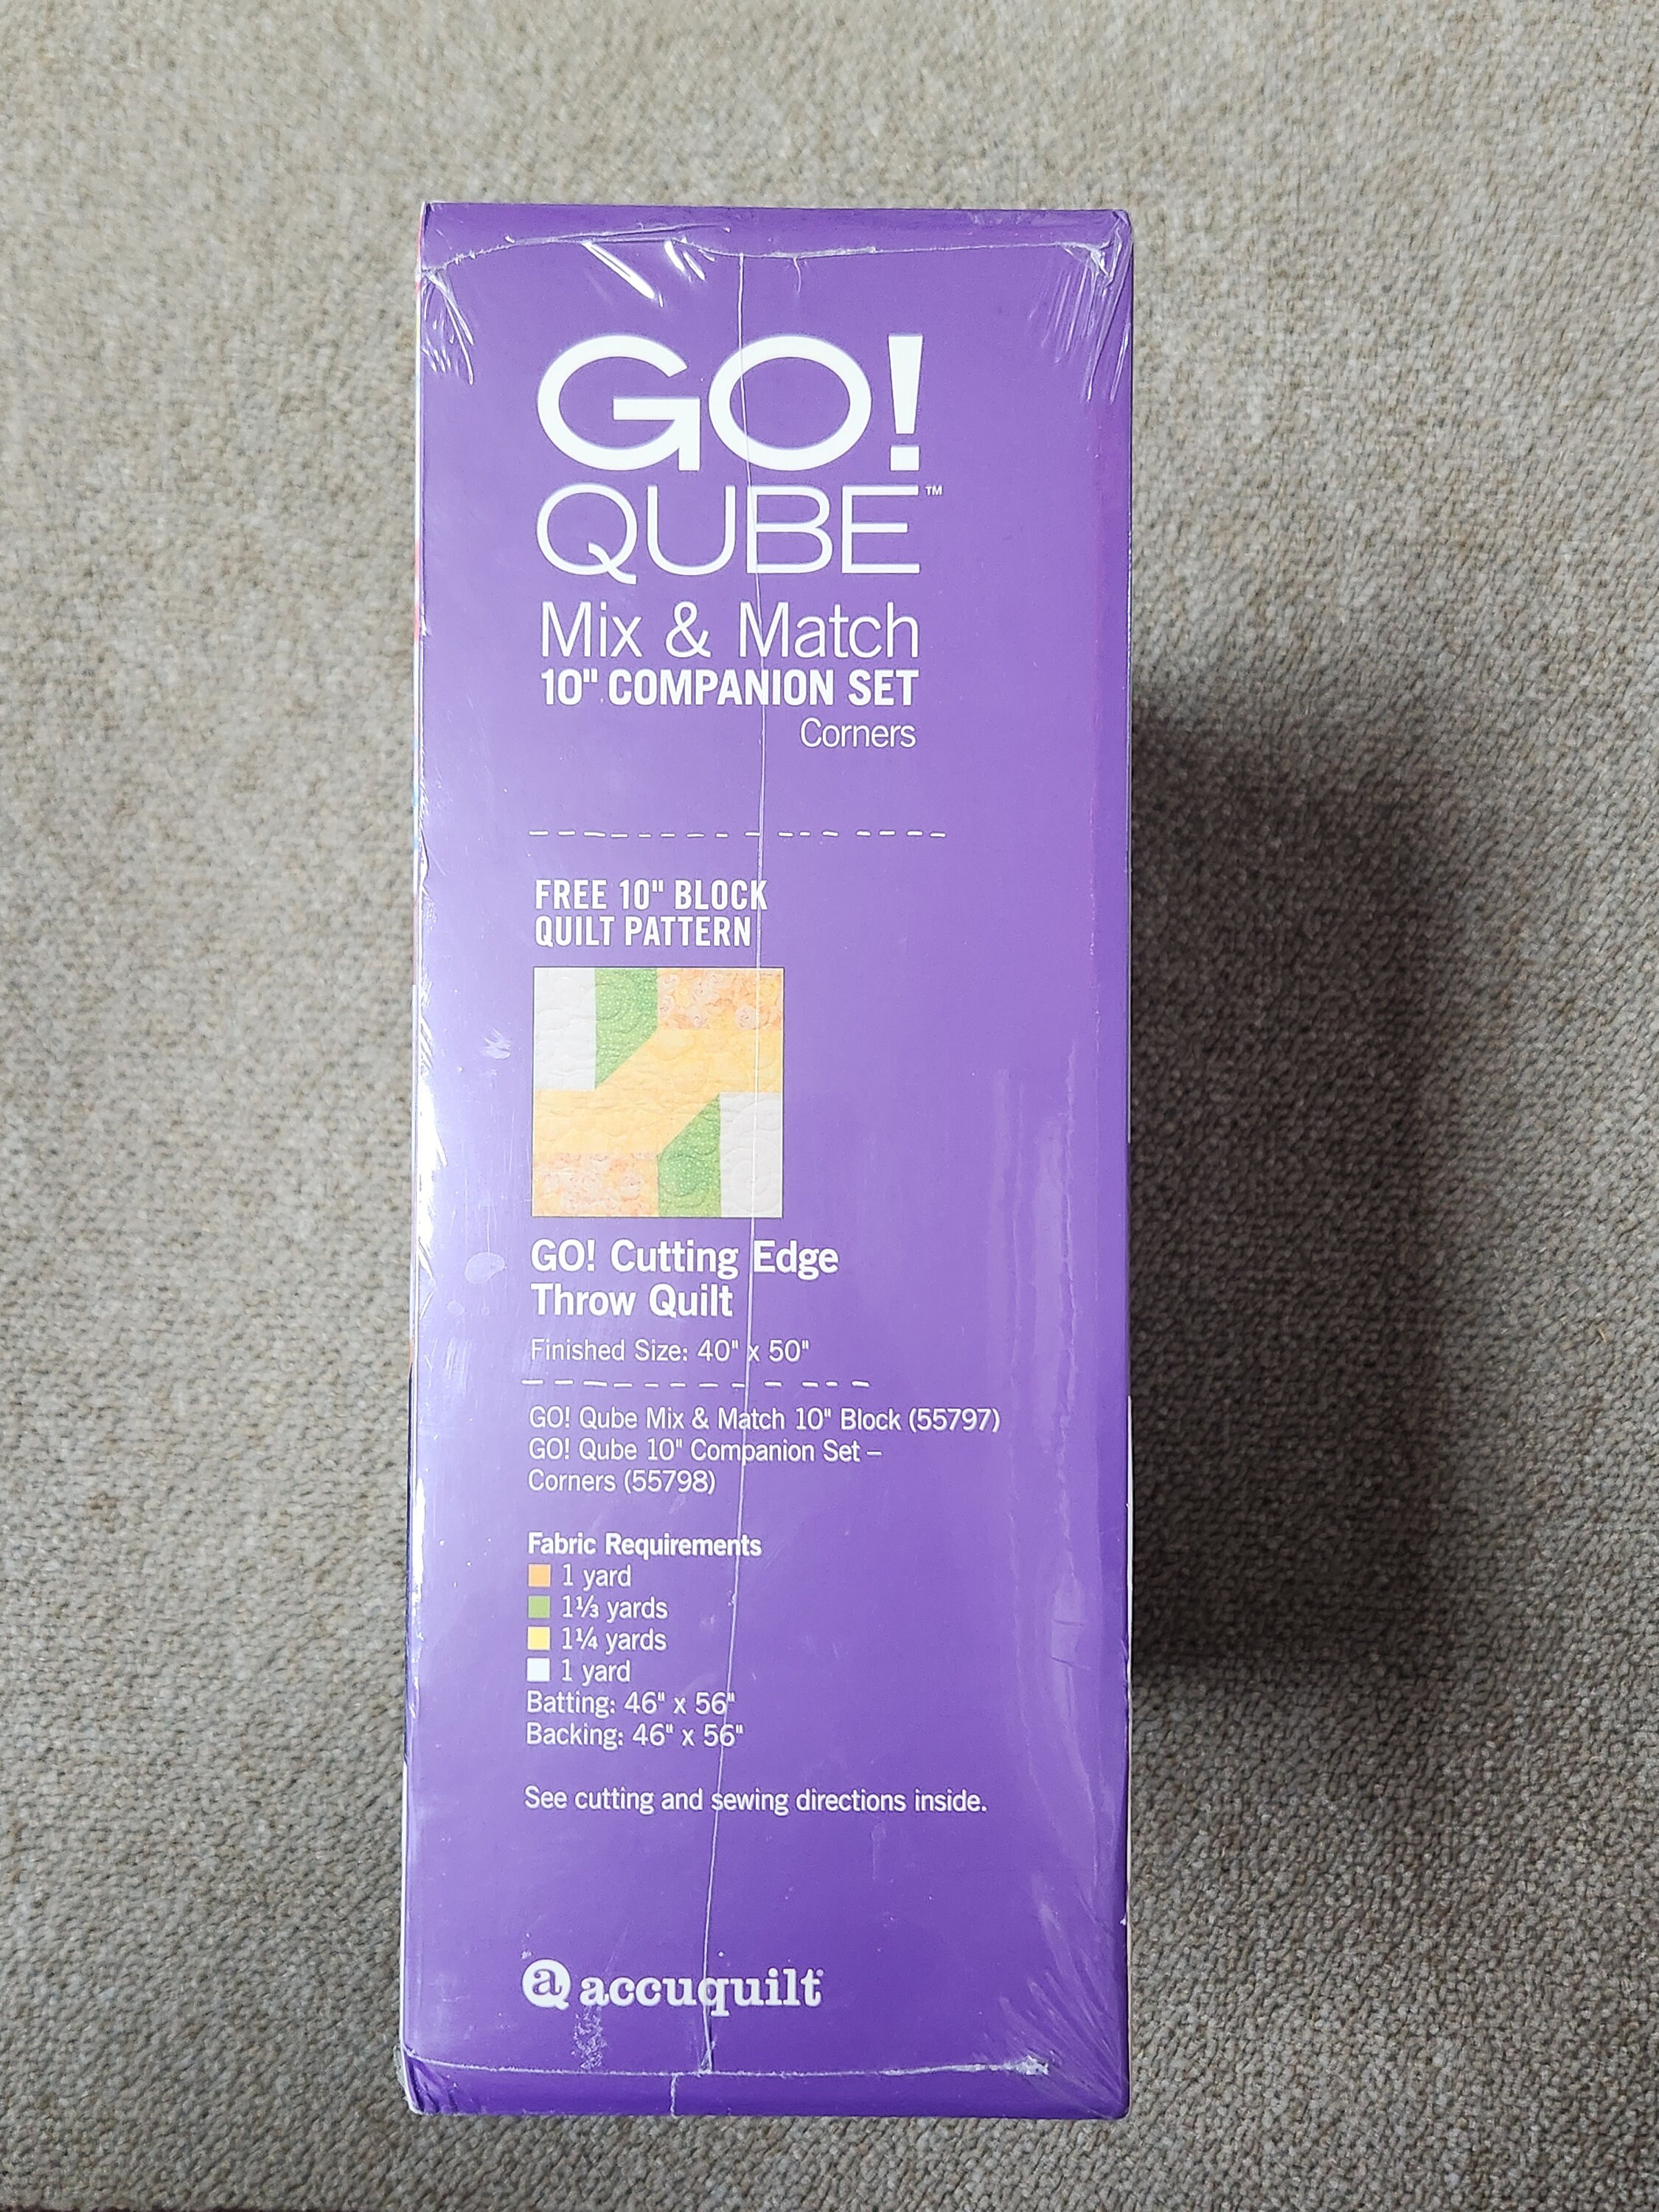 GO!
QUBE™
Mix & Match
10" COMPANION SET
Corners
FREE 10" BLOCK
QUILT PATTERN
GO! Cutting Edge
Throw Quilt
Finished Size: 40" x 50"
GO! Qube Mix & Match 10" Block (55797)
GO! Qube 10" Companion Set –
Corners (55798)
Fabric Requirements
1 yard
1⅓ yards
1¼ yards
1 yard
Batting: 46" x 56"
Backing: 46" x 56"
See cutting and sewing directions inside.
a accuquilt®